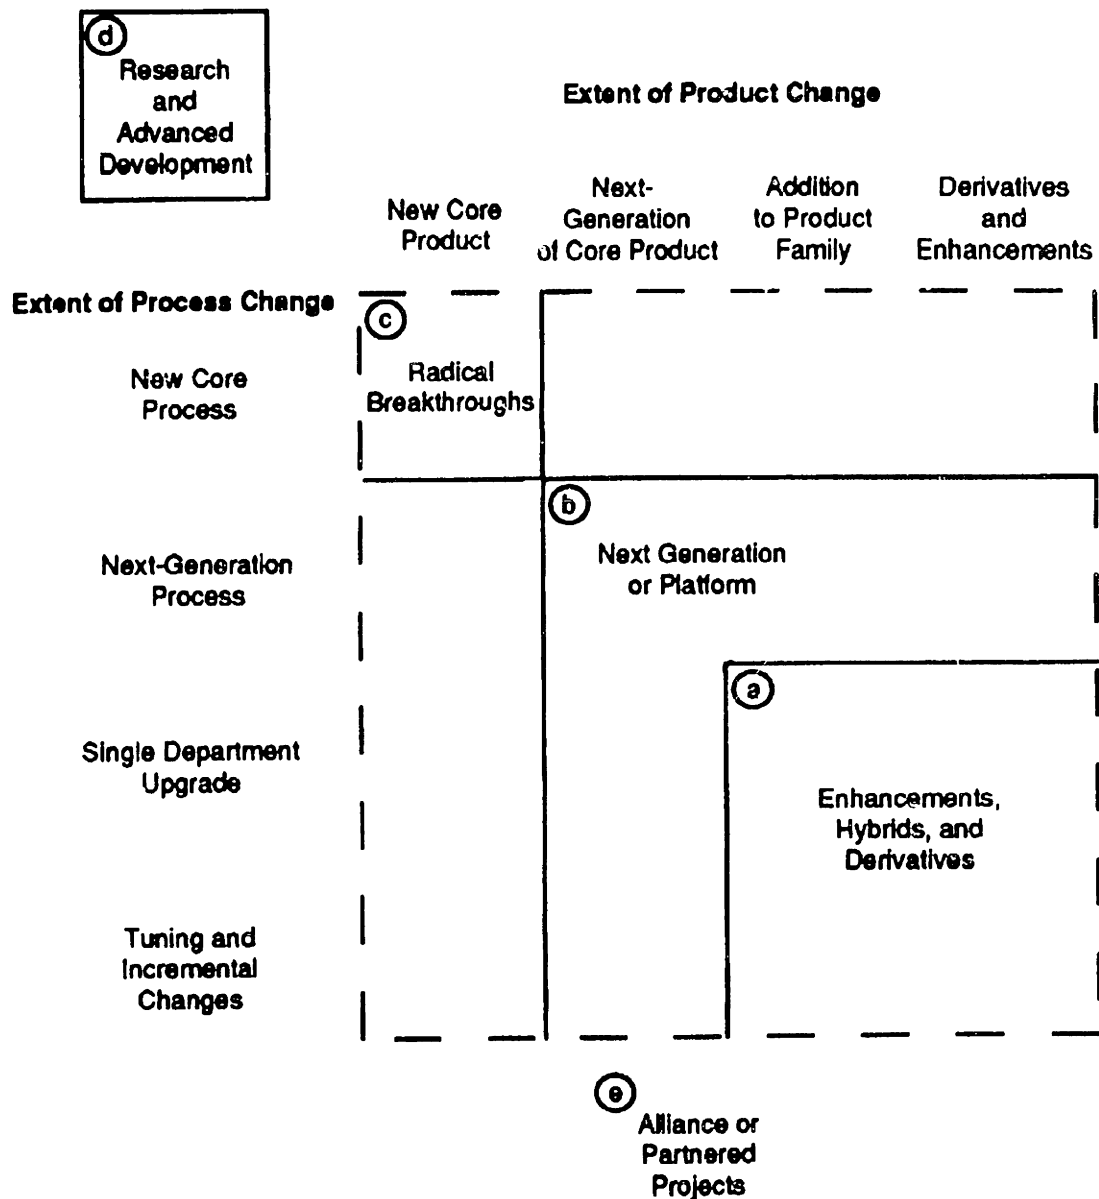 d
Research
and
Advanced
Development
Extent of Product Change
New Core
Product
Next-
Generation
of Core Product
Addition
to Product
Family
Derivatives
and
Enhancements
Extent of Process Change
c
Radical
Breakthroughs
New Core
Process
b
Next Generation
or Platform
Next-Generation
Process
a
Single Department
Upgrade
Enhancements,
Hybrids, and
Derivatives
Tuning and
Incremental
Changes
e
Alliance or
Partnered
Projects